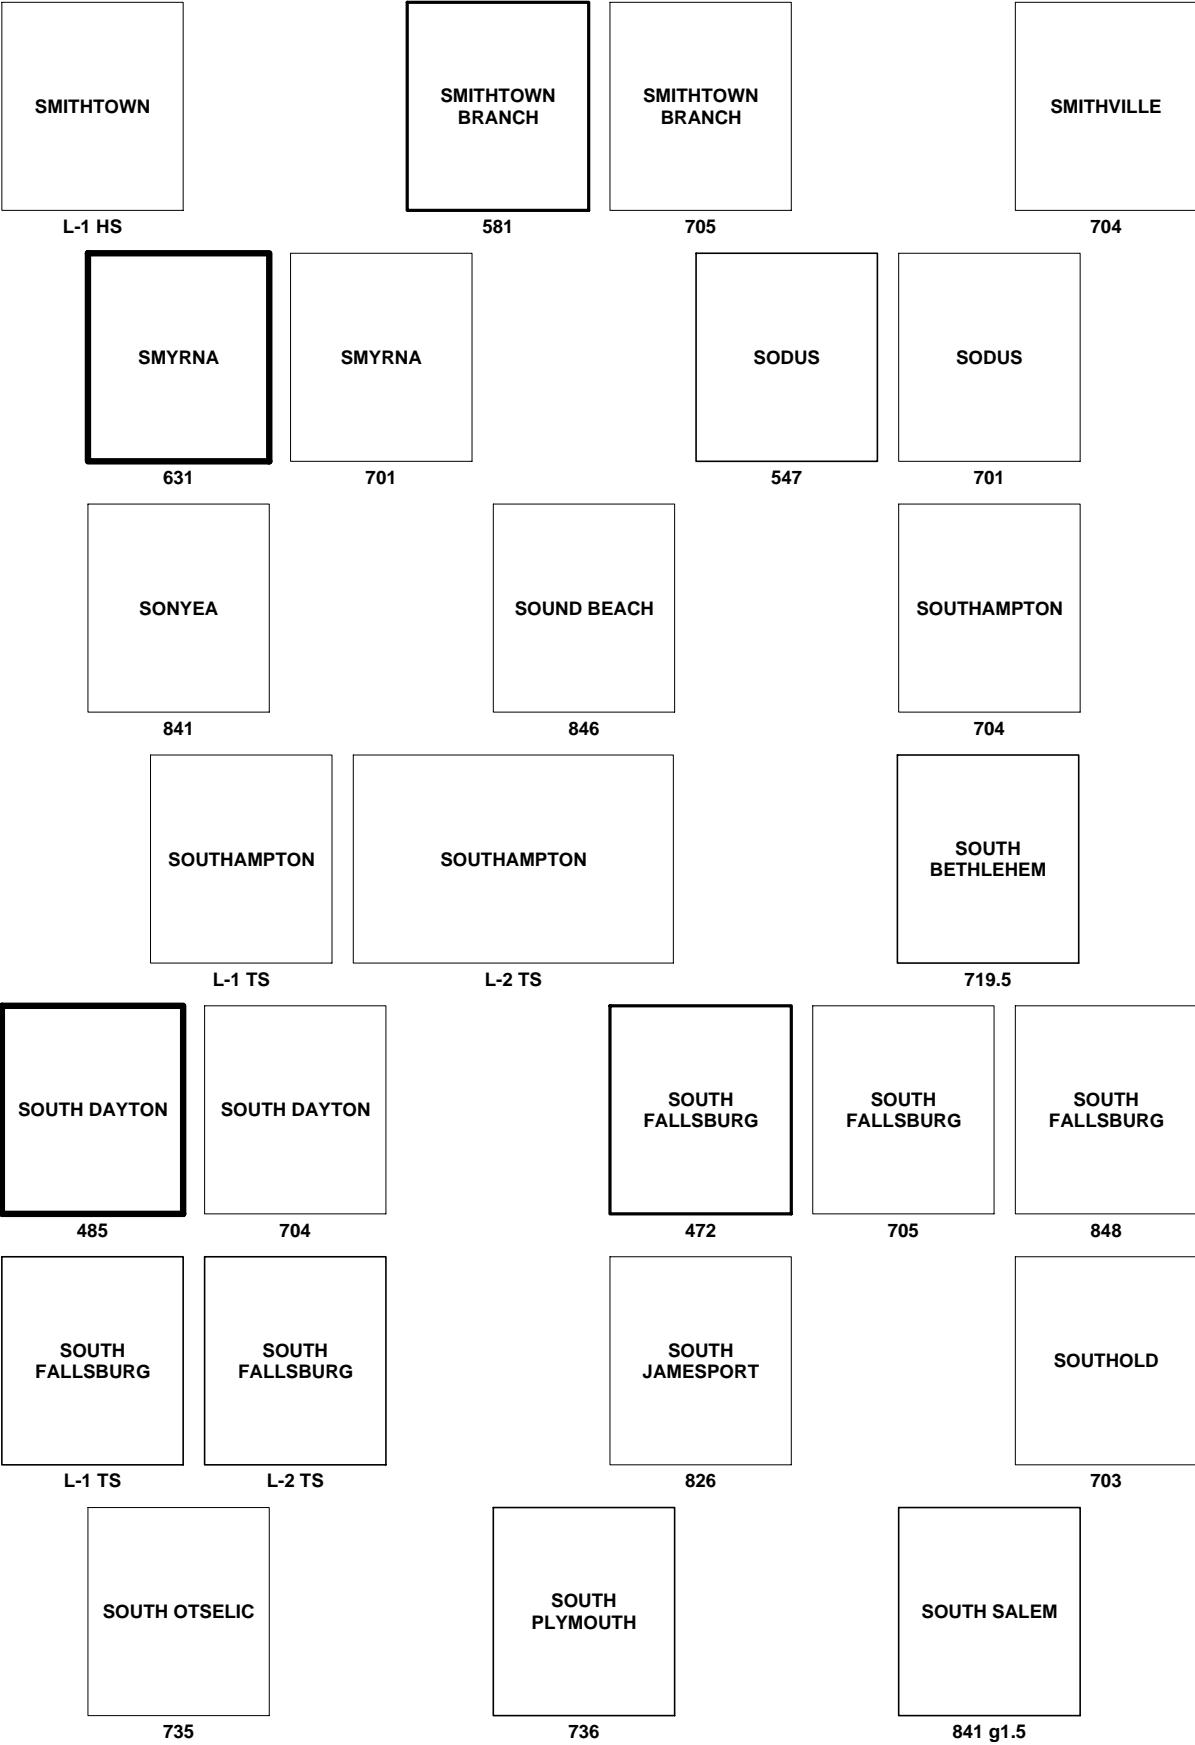 SMITHTOWN
L-1 HS
SMITHTOWN
BRANCH
581
SMITHTOWN
BRANCH
705
SMITHVILLE
704
SMYRNA
631
SMYRNA
701
SODUS
547
SODUS
701
SONYEA
841
SOUND BEACH
846
SOUTHAMPTON
704
SOUTHAMPTON
L-1 TS
SOUTHAMPTON
L-2 TS
SOUTH
BETHLEHEM
719.5
SOUTH DAYTON
485
SOUTH DAYTON
704
SOUTH
FALLSBURG
472
SOUTH
FALLSBURG
705
SOUTH
FALLSBURG
848
SOUTH
FALLSBURG
L-1 TS
SOUTH
FALLSBURG
L-2 TS
SOUTH
JAMESPORT
826
SOUTHOLD
703
SOUTH OTSELIC
735
SOUTH
PLYMOUTH
736
SOUTH SALEM
841 g1.5